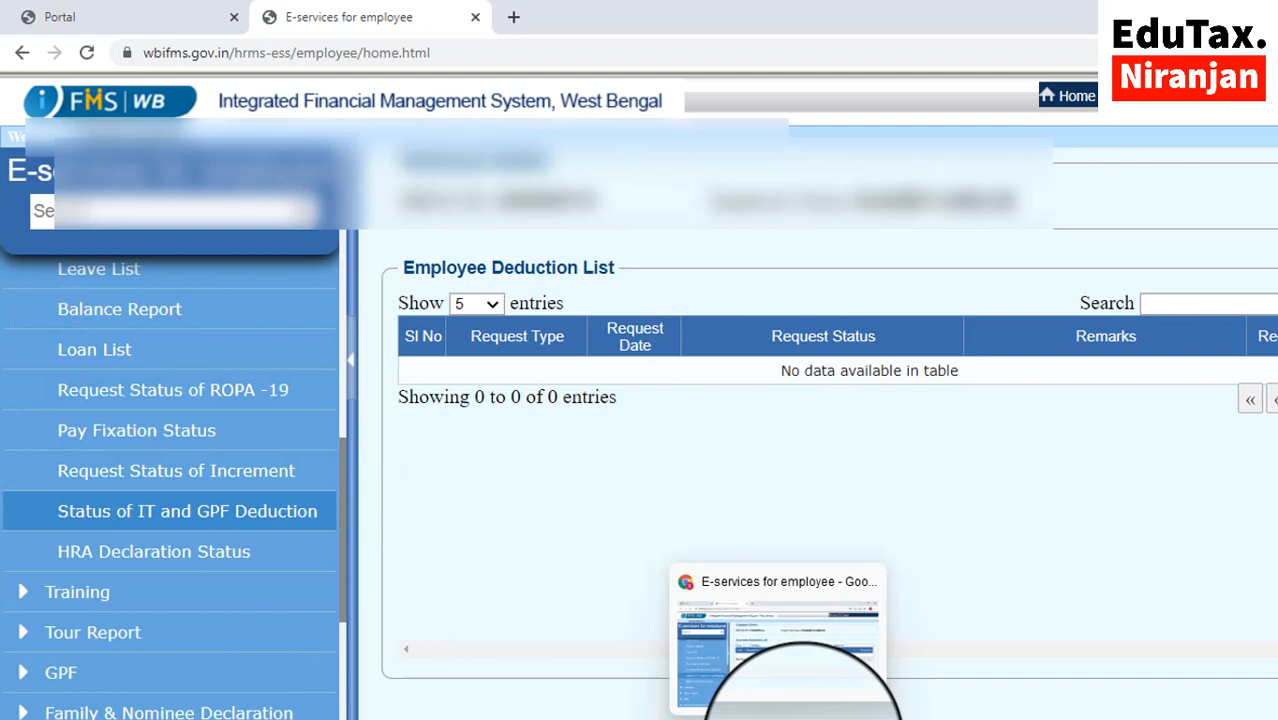 Portal
E-services for employee
wbifms.gov.in/hrms-ess/employee/home.html
EduTax.
Niranjan
iFMS | WB
Integrated Financial Management System, West Bengal
Home
Leave List
Balance Report
Loan List
Request Status of ROPA -19
Pay Fixation Status
Request Status of Increment
Status of IT and GPF Deduction
HRA Declaration Status
Training
Tour Report
GPF
Family & Nominee Declaration
Employee Deduction List
Show 5 entries
Search
Sl No Request Type Request Date Request Status Remarks Re
No data available in table
Showing 0 to 0 of 0 entries
«
E-services for employee - Goo...